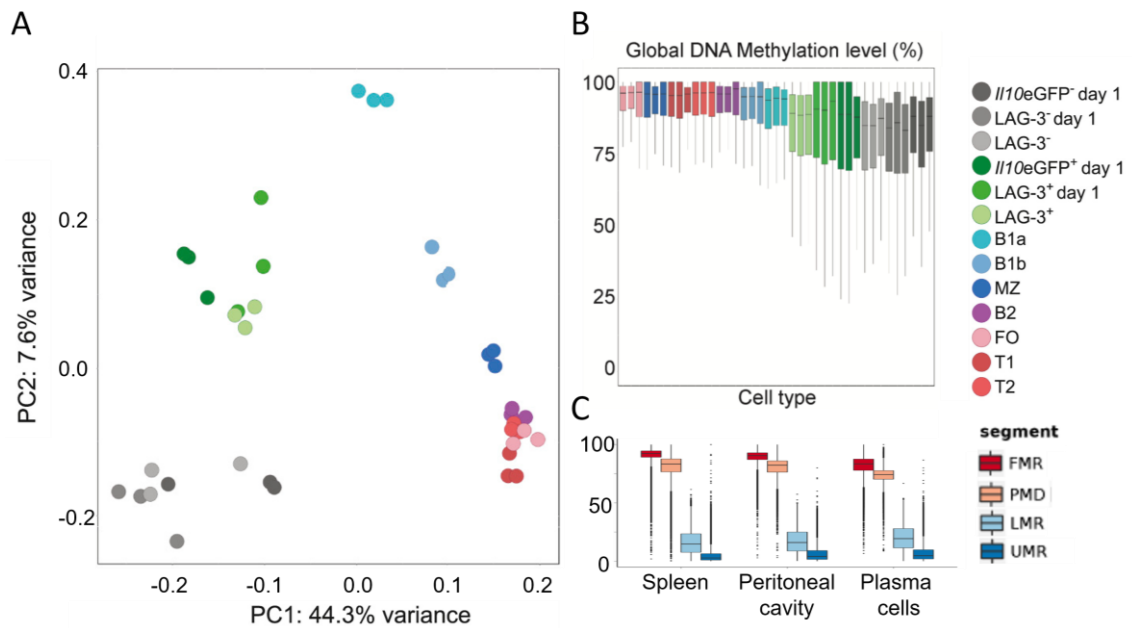 A
PC2: 7.6% variance
0.4
0.2
0.0
-0.2
-0.2
-0.1
0.0
0.1
0.2
PC1: 44.3% variance
B
Global DNA Methylation level (%)
100
75
50
25
0
Cell type
Il10eGFP⁻ day 1
LAG-3⁻ day 1
LAG-3⁻
Il10eGFP⁺ day 1
LAG-3⁺ day 1
LAG-3⁺
B1a
B1b
MZ
B2
FO
T1
T2
C
100
50
0
Spleen
Peritoneal
cavity
Plasma
cells
segment
FMR
PMD
LMR
UMR